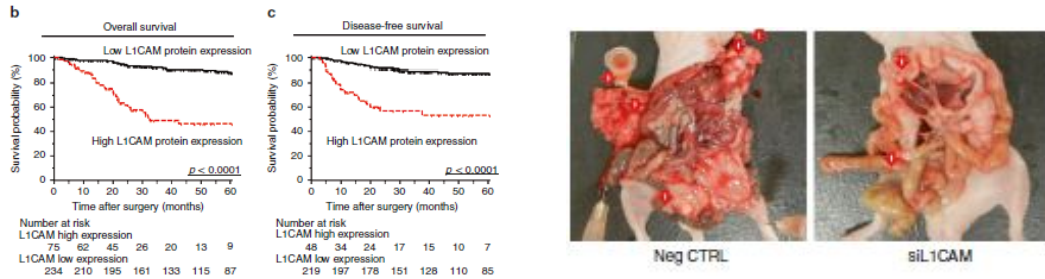 b
Overall survival
Low L1CAM protein expression
Survival probability (%)
100
80
60
40
20
0
High L1CAM protein expression
p < 0.0001
0 10 20 30 40 50 60
Time after surgery (months)
Number at risk
L1CAM high expression
75 62 45 26 20 13 9
L1CAM low expression
234 210 195 161 133 115 87
c
Disease-free survival
Low L1CAM protein expression
Survival probability (%)
100
80
60
40
20
0
High L1CAM protein expression
p < 0.0001
0 10 20 30 40 50 60
Time after surgery (months)
Number at risk
L1CAM high expression
48 34 24 17 15 10 7
L1CAM low expression
219 197 178 151 128 110 85
Neg CTRL
siL1CAM